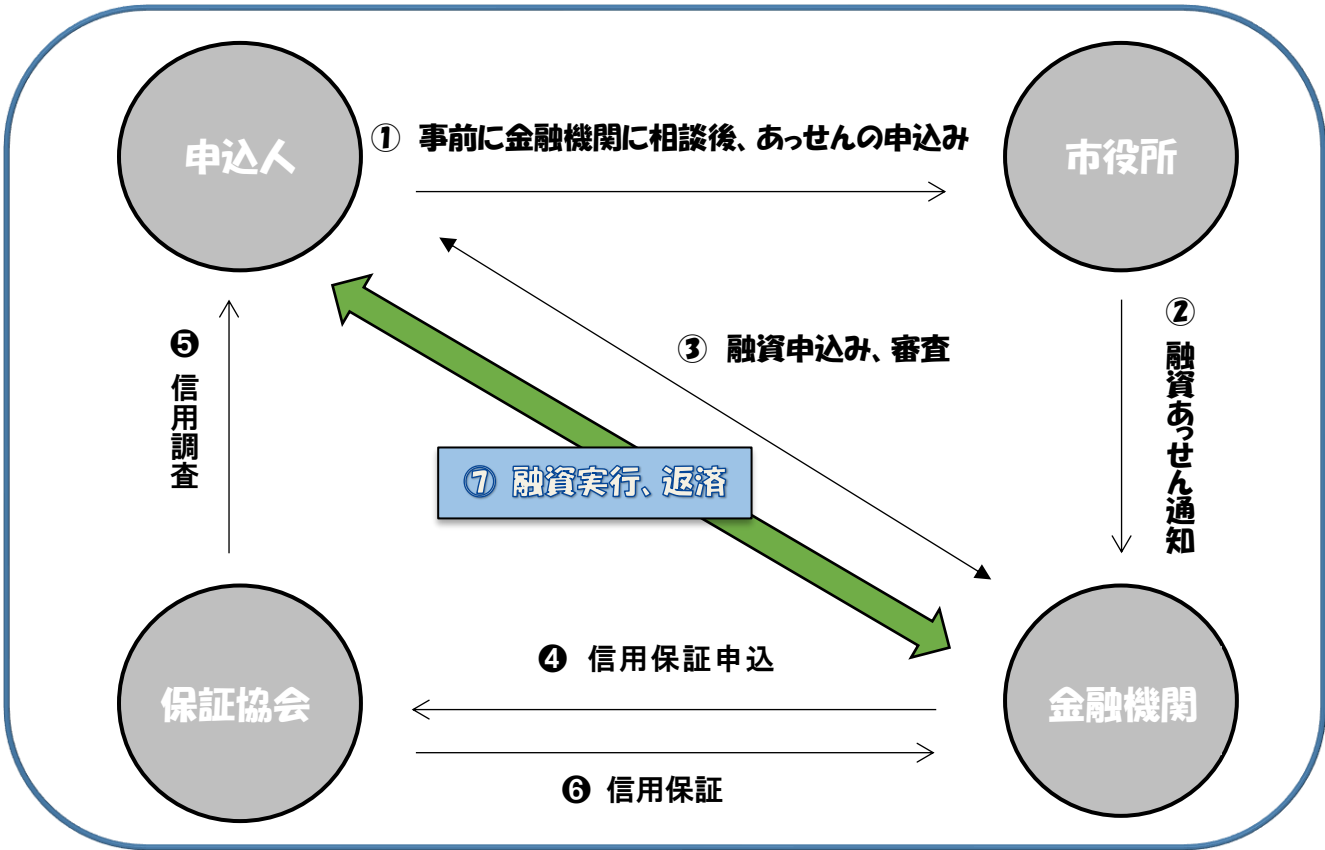 申込人
① 事前に金融機関に相談後、あっせんの申込み
市役所
② 融資あっせん通知
③ 融資申込み、審査
❺ 信用調査
⑦ 融資実行、返済
❹ 信用保証申込
保証協会
金融機関
❻ 信用保証